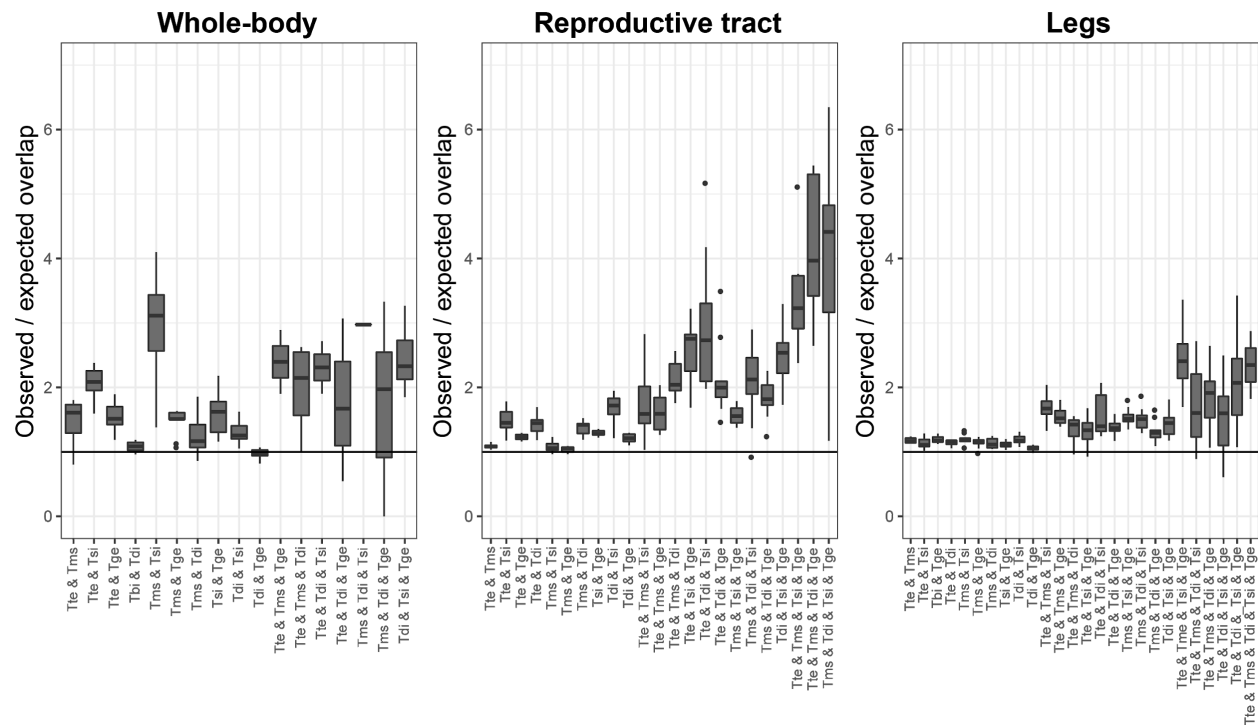 Whole-body
Observed / expected overlap
6
4
2
0
Tte & Tms
Tte & Tsi
Tte & Tge
Tbi & Tdi
Tms & Tsi
Tms & Tge
Tms & Tdi
Tsi & Tge
Tdi & Tsi
Tdi & Tge
Tte & Tms & Tge
Tte & Tms & Tdi
Tte & Tdi & Tsi
Tte & Tdi & Tge
Tms & Tdi & Tsi
Tms & Tdi & Tge
Tdi & Tsi & Tge
Reproductive tract
Observed / expected overlap
6
4
2
0
Tte & Tms
Tte & Tsi
Tte & Tge
Tte & Tdi
Tms & Tsi
Tms & Tge
Tms & Tdi
Tsi & Tge
Tdi & Tsi
Tdi & Tge
Tte & Tms & Tsi
Tte & Tms & Tge
Tte & Tms & Tdi
Tte & Tsi & Tge
Tte & Tdi & Tsi
Tte & Tdi & Tge
Tms & Tsi & Tge
Tms & Tdi & Tsi
Tms & Tdi & Tge
Tdi & Tsi & Tge
Tte & Tms & Tsi & Tge
Tte & Tms & Tdi & Tge
Tms & Tdi & Tsi & Tge
Legs
Observed / expected overlap
6
4
2
0
Tte & Tms
Tte & Tsi
Tbi & Tge
Tte & Tdi
Tms & Tsi
Tms & Tge
Tms & Tdi
Tsi & Tge
Tdi & Tsi
Tdi & Tge
Tte & Tms & Tsi
Tte & Tms & Tge
Tte & Tms & Tdi
Tte & Tsi & Tge
Tte & Tdi & Tsi
Tte & Tdi & Tge
Tms & Tsi & Tge
Tms & Tdi & Tsi
Tms & Tdi & Tge
Tdi & Tsi & Tge
Tte & Tme & Tsi & Tge
Tte & Tms & Tdi & Tsi
Tte & Tms & Tdi & Tge
Tte & Tdi & Tsi & Tge
Tte & Tdi & Tsi & Tge
Tte & Tms & Tdi & Tsi & Tge